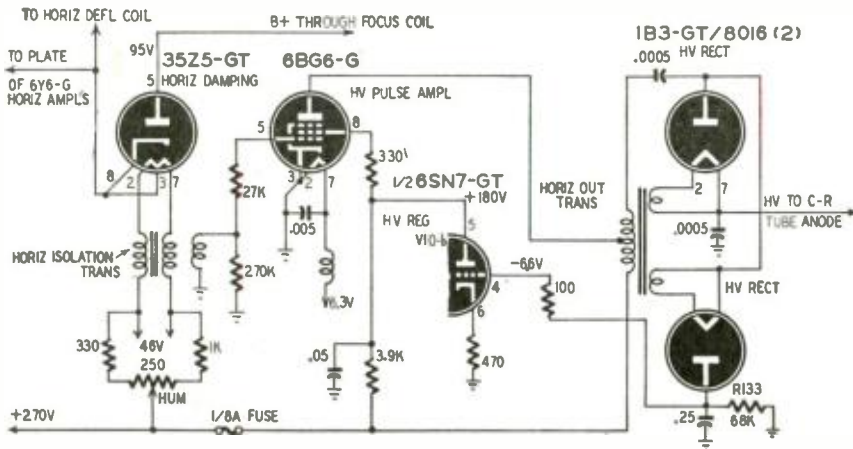 TO HORIZ DEFL COIL
B+ THROUGH FOCUS COIL
1B3-GT/8016 (2)
HV RECT
.0005
95V
35Z5-GT
HORIZ DAMPING
6BG6-G
HV PULSE AMPL
TO PLATE
OF 6Y6-G
HORIZ AMPLS
5
5
8
8
2
3
7
3
2
7
27K
330
1/2 6SN7-GT
+180V
HV REG
V10-b
5
4
6
-66V
100
HORIZ OUT
TRANS
2
7
HV TO C-R
TUBE ANODE
.0005
HV RECT
.005
HORIZ ISOLATION
TRANS
270K
6.3V
330
46V
250
HUM
1K
.05
3.9K
470
.25
R133
68K
+270V
1/8A FUSE